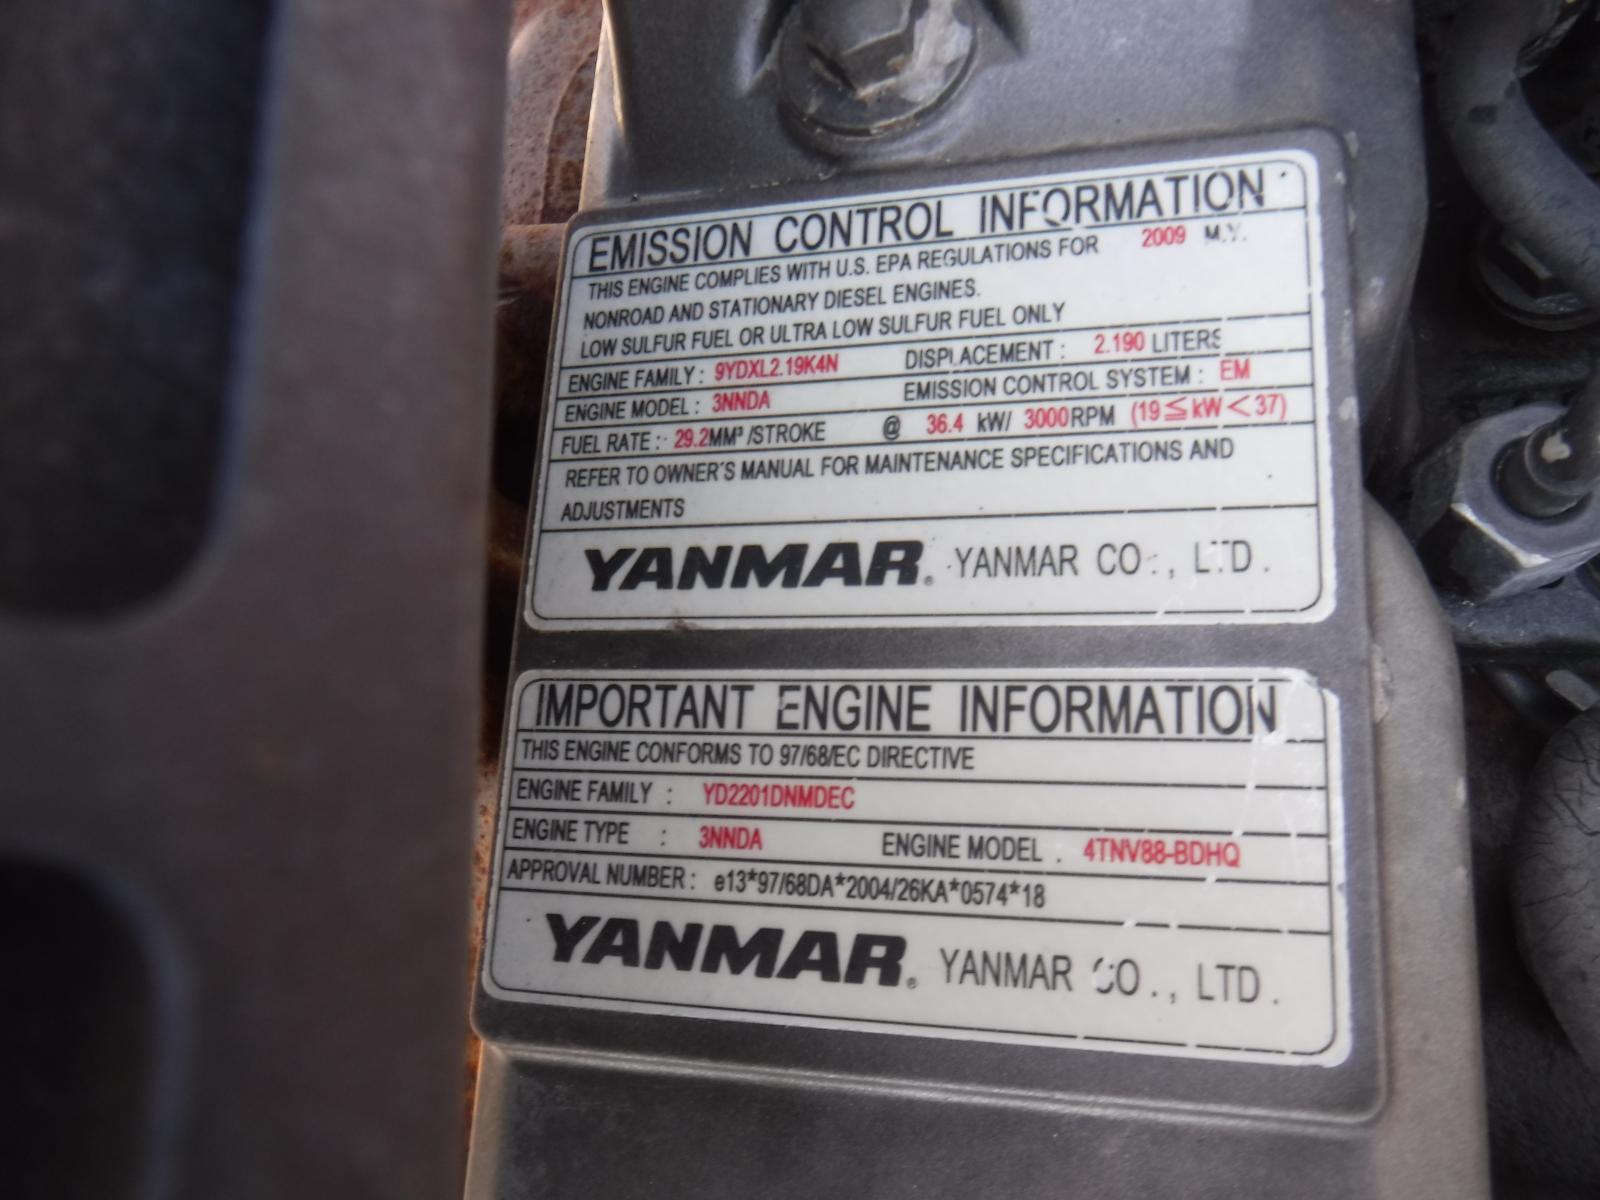 EMISSION CONTROL INFORMATION
THIS ENGINE COMPLIES WITH U.S. EPA REGULATIONS FOR 2009 M.Y.
NONROAD AND STATIONARY DIESEL ENGINES.
LOW SULFUR FUEL OR ULTRA LOW SULFUR FUEL ONLY
ENGINE FAMILY : 9YDXL2.19K4N DISPLACEMENT : 2.190 LITERS
ENGINE MODEL : 3NNDA EMISSION CONTROL SYSTEM : EM
FUEL RATE : 29.2MM³/STROKE @ 36.4 kW/ 3000RPM (19≦kW<37)
REFER TO OWNER'S MANUAL FOR MAINTENANCE SPECIFICATIONS AND
ADJUSTMENTS
YANMAR® YANMAR CO., LTD.
IMPORTANT ENGINE INFORMATION
THIS ENGINE CONFORMS TO 97/68/EC DIRECTIVE
ENGINE FAMILY : YD2201DNMDEC
ENGINE TYPE : 3NNDA ENGINE MODEL : 4TNV88-BDHQ
APPROVAL NUMBER : e13*97/68DA*2004/26KA*0574*18
YANMAR® YANMAR CO., LTD.